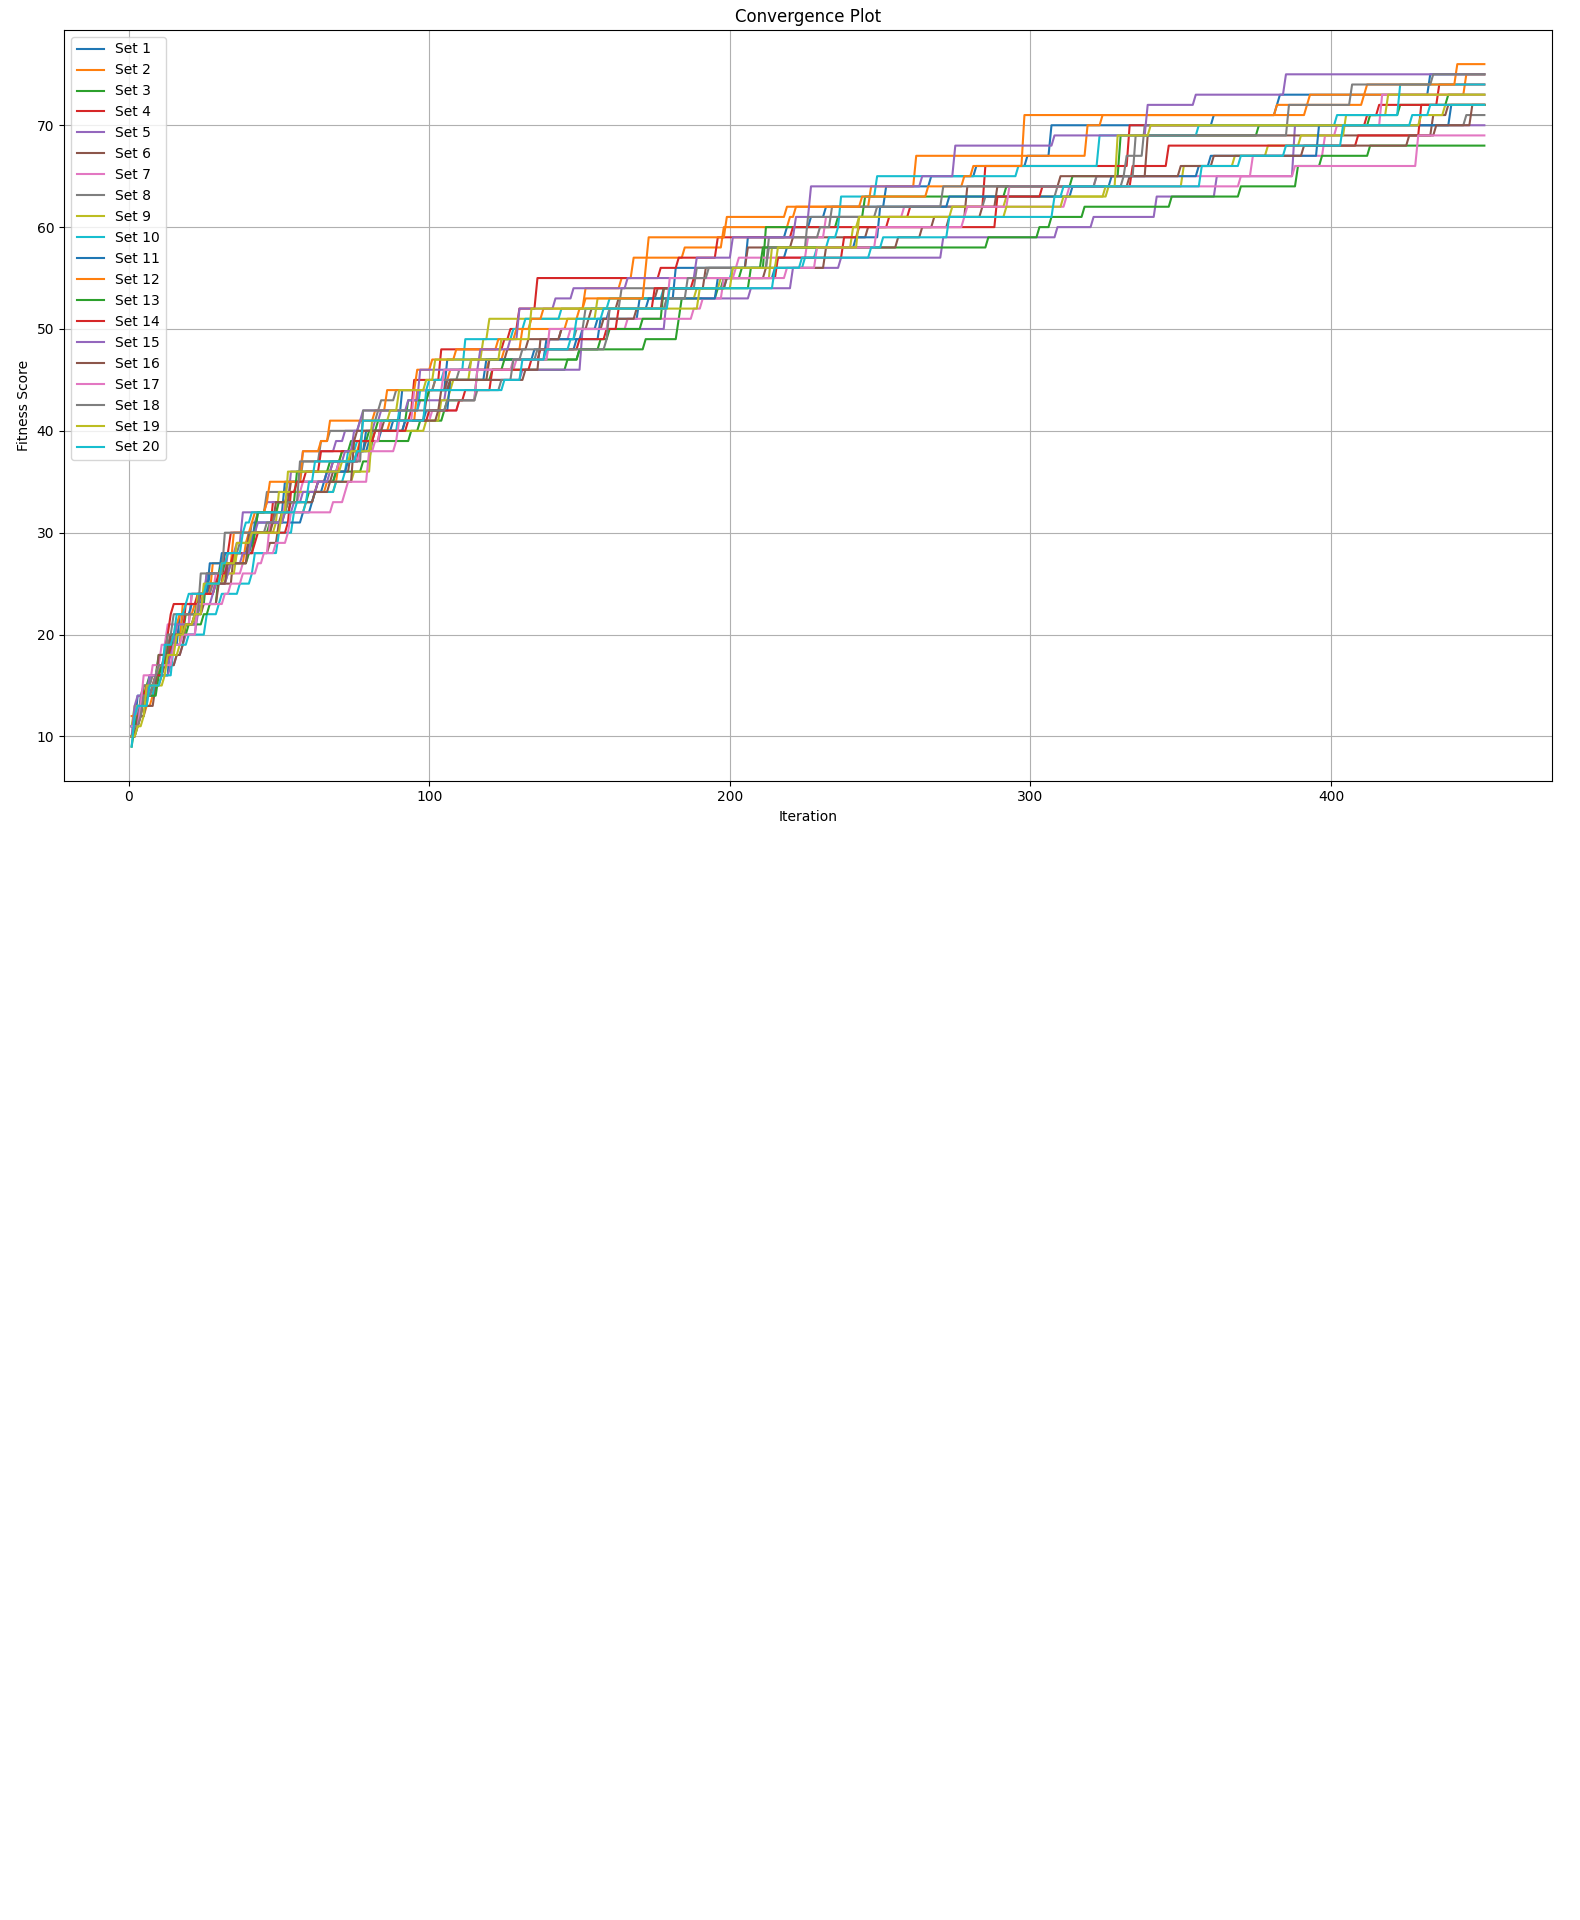 Convergence Plot
Set 1
Set 2
Set 3
Set 4
Set 5
Set 6
Set 7
Set 8
Set 9
Set 10
Set 11
Set 12
Set 13
Set 14
Set 15
Set 16
Set 17
Set 18
Set 19
Set 20
Fitness Score
70
60
50
40
30
20
10
0 100 200 300 400
Iteration